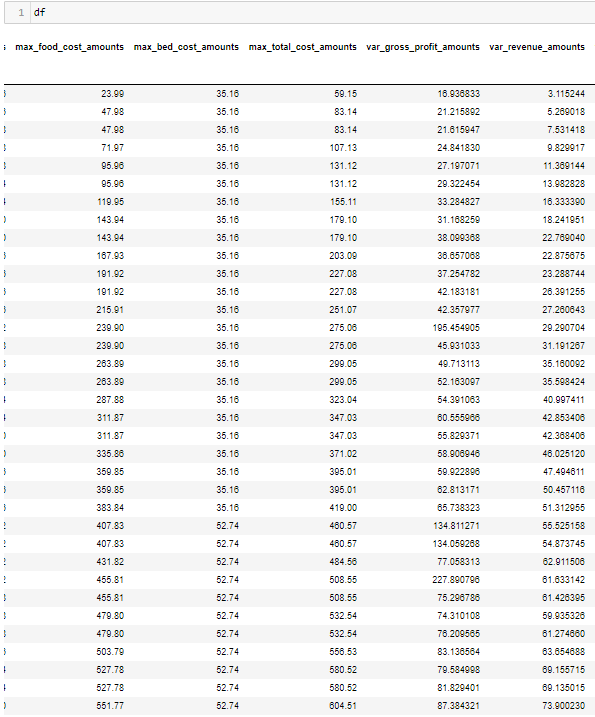 1 df
max_food_cost_amounts max_bed_cost_amounts max_total_cost_amounts var_gross_profit_amounts var_revenue_amounts
23.99 35.16 59.15 16.936833 3.115244
47.98 35.16 83.14 21.215892 5.269018
47.98 35.16 83.14 21.615947 7.531418
71.97 35.16 107.13 24.841830 9.829917
95.96 35.16 131.12 27.197071 11.369144
95.96 35.16 131.12 29.322454 13.982828
119.95 35.16 155.11 33.284827 16.333390
143.94 35.16 179.10 31.168259 18.241951
143.94 35.16 179.10 38.099368 22.769040
167.93 35.16 203.09 36.657068 22.875675
191.92 35.16 227.08 37.254782 23.288744
191.92 35.16 227.08 42.183181 26.391255
215.91 35.16 251.07 42.357977 27.260643
239.90 35.16 275.06 195.454905 29.290704
239.90 35.16 275.06 45.931033 31.191267
263.89 35.16 299.05 49.713113 35.160092
263.89 35.16 299.05 52.163097 35.598424
287.88 35.16 323.04 54.391063 40.997411
311.87 35.16 347.03 60.555966 42.853406
311.87 35.16 347.03 55.829371 42.368406
335.86 35.16 371.02 58.906946 46.025120
359.85 35.16 395.01 59.922896 47.494611
359.85 35.16 395.01 62.813171 50.457116
383.84 35.16 419.00 65.738323 51.312955
407.83 52.74 460.57 134.811271 55.525158
407.83 52.74 460.57 134.059268 54.873745
431.82 52.74 484.56 77.058313 62.911506
455.81 52.74 508.55 227.890796 61.633142
455.81 52.74 508.55 75.296786 61.426395
479.80 52.74 532.54 74.310108 59.935326
479.80 52.74 532.54 76.209565 61.274660
503.79 52.74 556.53 83.136564 63.654688
527.78 52.74 580.52 79.584998 69.155715
527.78 52.74 580.52 81.829401 69.135015
551.77 52.74 604.51 87.384321 73.900230